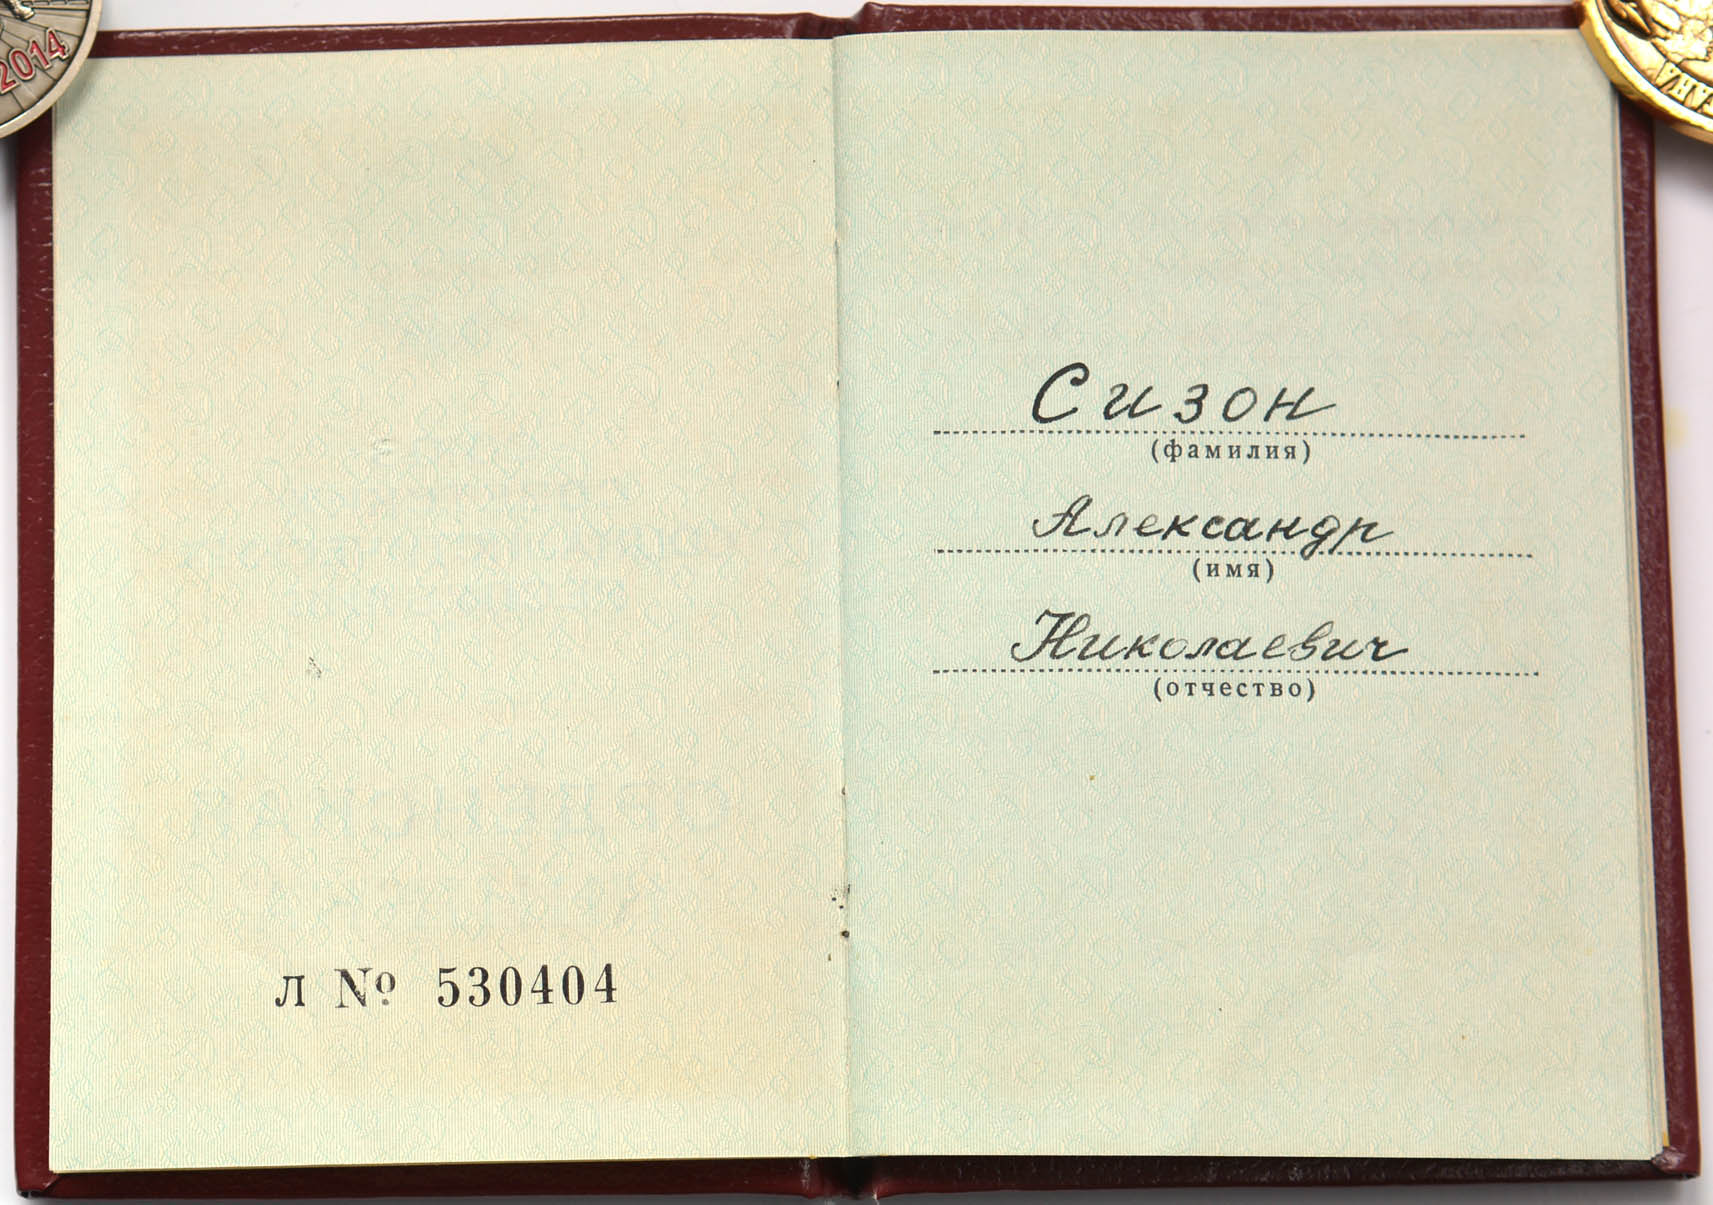 2014
л № 530404
Сизон
(фамилия)
Александр
(имя)
Николаевич
(отчество)